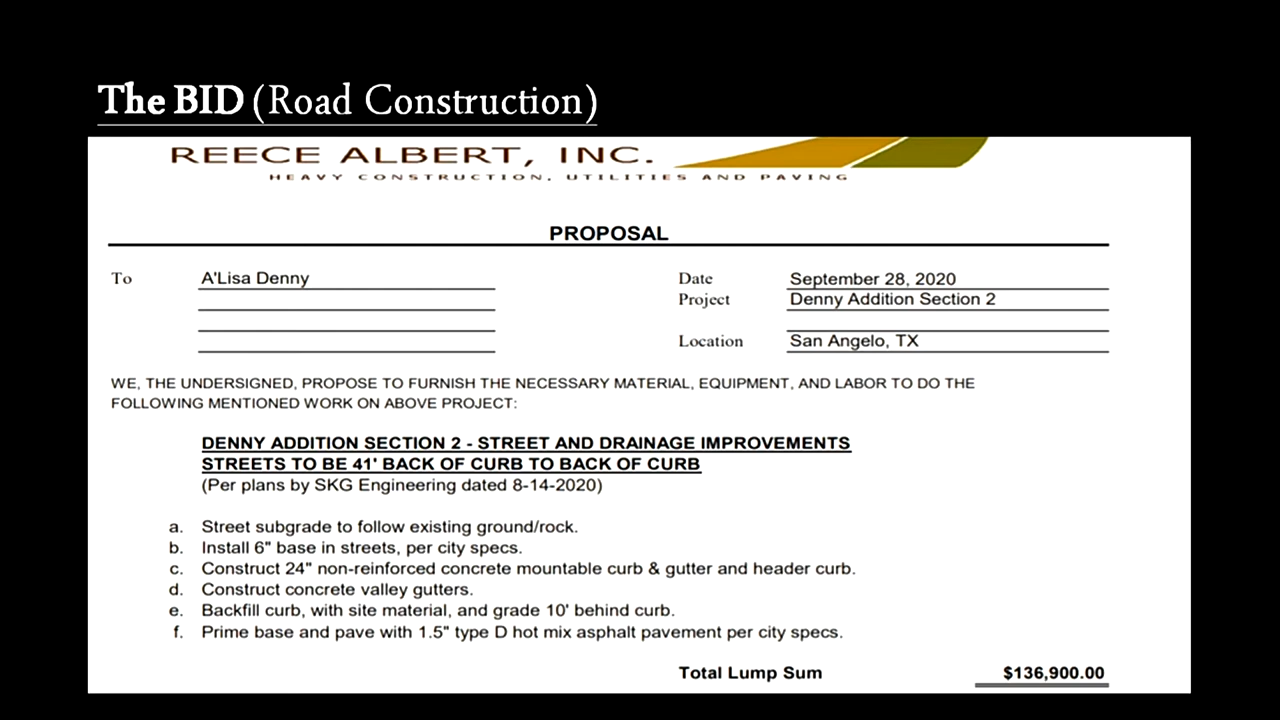 The BID (Road Construction)
REECE ALBERT, INC.
HEAVY CONSTRUCTION, UTILITIES AND PAVING
PROPOSAL
To A'Lisa Denny Date September 28, 2020
Project Denny Addition Section 2
Location San Angelo, TX
WE, THE UNDERSIGNED, PROPOSE TO FURNISH THE NECESSARY MATERIAL, EQUIPMENT, AND LABOR TO DO THE
FOLLOWING MENTIONED WORK ON ABOVE PROJECT:
DENNY ADDITION SECTION 2 - STREET AND DRAINAGE IMPROVEMENTS
STREETS TO BE 41' BACK OF CURB TO BACK OF CURB
(Per plans by SKG Engineering dated 8-14-2020)
a. Street subgrade to follow existing ground/rock.
b. Install 6" base in streets, per city specs.
c. Construct 24" non-reinforced concrete mountable curb & gutter and header curb.
d. Construct concrete valley gutters.
e. Backfill curb, with site material, and grade 10' behind curb.
f. Prime base and pave with 1.5" type D hot mix asphalt pavement per city specs.
Total Lump Sum $136,900.00